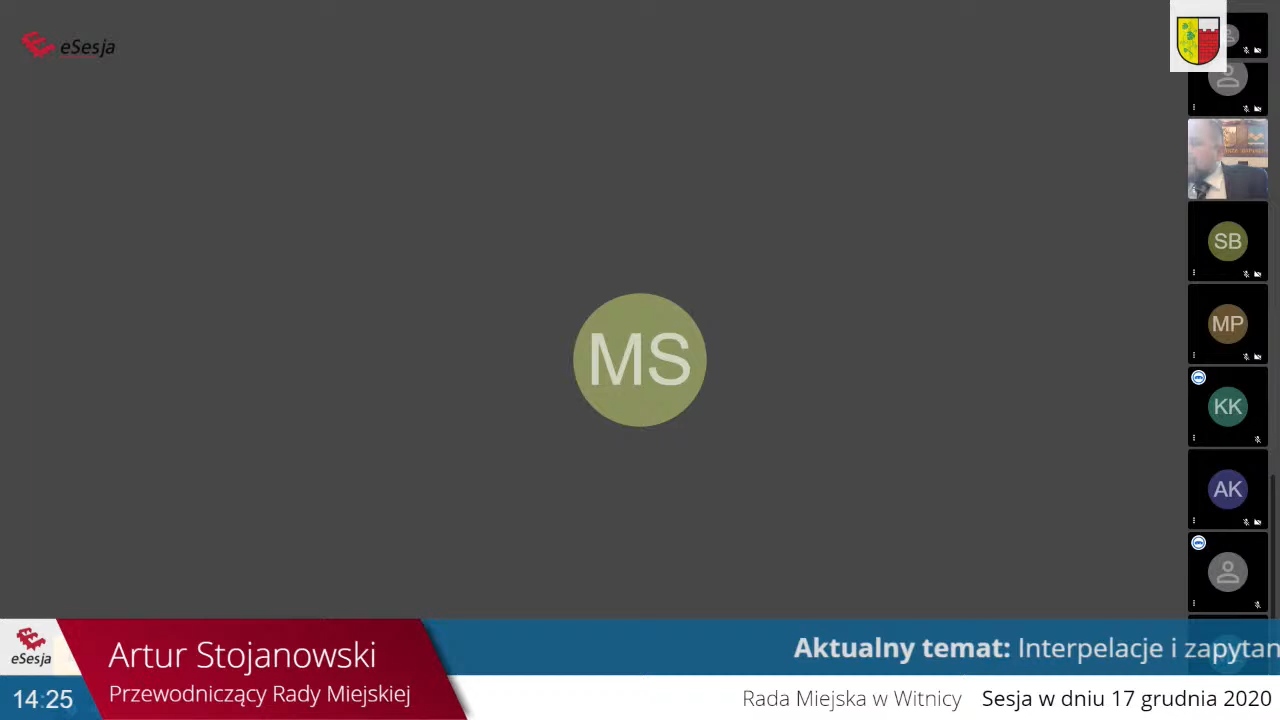 eSesja
SB
MP
MS
KK
AK
eSesja
Artur Stojanowski
Przewodniczący Rady Miejskiej
14:25
Aktualny temat: Interpelacje i zapytan
Rada Miejska w Witnicy
Sesja w dniu 17 grudnia 2020